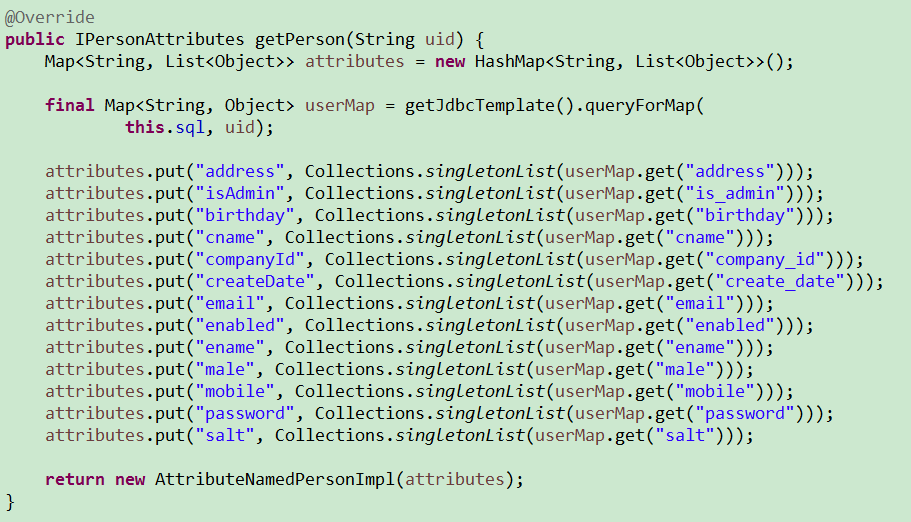 @Override
public IPersonAttributes getPerson(String uid) {
    Map<String, List<Object>> attributes = new HashMap<String, List<Object>>();

    final Map<String, Object> userMap = getJdbcTemplate().queryForMap(
            this.sql, uid);

    attributes.put("address", Collections.singletonList(userMap.get("address")));
    attributes.put("isAdmin", Collections.singletonList(userMap.get("is_admin")));
    attributes.put("birthday", Collections.singletonList(userMap.get("birthday")));
    attributes.put("cname", Collections.singletonList(userMap.get("cname")));
    attributes.put("companyId", Collections.singletonList(userMap.get("company_id")));
    attributes.put("createDate", Collections.singletonList(userMap.get("create_date")));
    attributes.put("email", Collections.singletonList(userMap.get("email")));
    attributes.put("enabled", Collections.singletonList(userMap.get("enabled")));
    attributes.put("ename", Collections.singletonList(userMap.get("ename")));
    attributes.put("male", Collections.singletonList(userMap.get("male")));
    attributes.put("mobile", Collections.singletonList(userMap.get("mobile")));
    attributes.put("password", Collections.singletonList(userMap.get("password")));
    attributes.put("salt", Collections.singletonList(userMap.get("salt")));

    return new AttributeNamedPersonImpl(attributes);
}